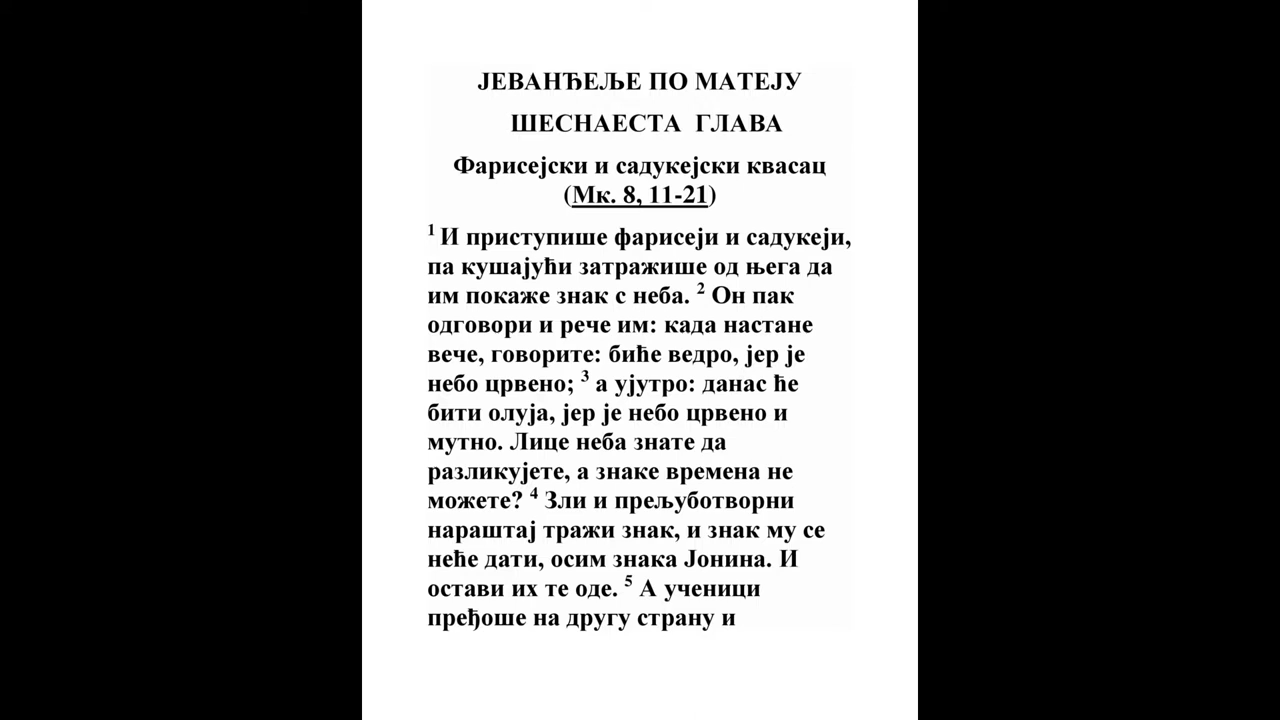 ЈЕВАНЂЕЉЕ ПО МАТЕЈУ
ШЕСНАЕСТА ГЛАВА
Фарисејски и садукејски квасац
(Мк. 8, 11-21)
1 И приступише фарисеји и садукеји,
па кушајући затражише од њега да
им покаже знак с неба. 2 Он пак
одговори и рече им: када настане
вече, говорите: биће ведро, јер је
небо црвено; 3 а ујутро: данас ће
бити олуја, јер је небо црвено и
мутно. Лице неба знате да
разликујете, а знаке времена не
можете? 4 Зли и прељуботворни
нараштај тражи знак, и знак му се
неће дати, осим знака Јонина. И
остави их те оде. 5 А ученици
пређоше на другу страну и